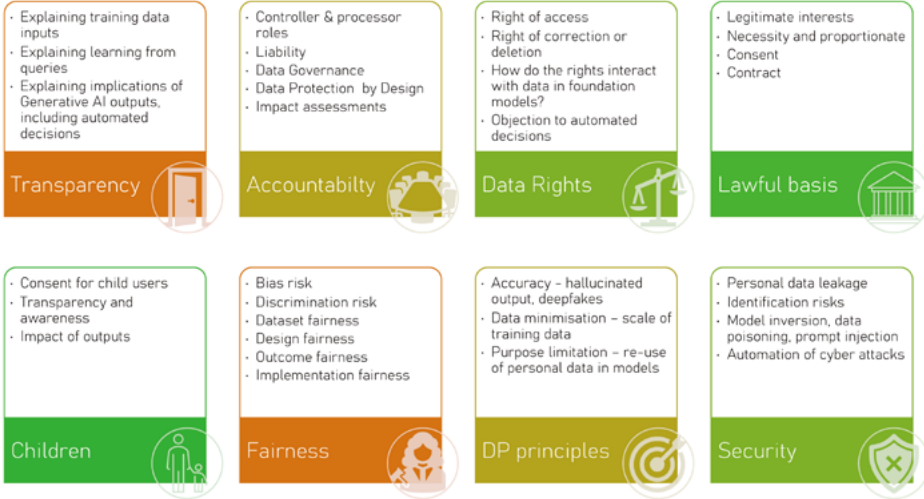 · Explaining training data
inputs
· Explaining learning from
queries
· Explaining implications of
Generative AI outputs,
including automated
decisions
Transparency
· Controller & processor
roles
· Liability
· Data Governance
· Data Protection by Design
· Impact assessments
Accountabilty
· Right of access
· Right of correction or
deletion
· How do the rights interact
with data in foundation
models?
· Objection to automated
decisions
Data Rights
· Legitimate interests
· Necessity and proportionate
· Consent
· Contract
Lawful basis
· Consent for child users
· Transparency and
awareness
· Impact of outputs
Children
· Bias risk
· Discrimination risk
· Dataset fairness
· Design fairness
· Outcome fairness
· Implementation fairness
Fairness
· Accuracy - hallucinated
output, deepfakes
· Data minimisation – scale of
training data
· Purpose limitation – re-use
of personal data in models
DP principles
· Personal data leakage
· Identification risks
· Model inversion, data
poisoning, prompt injection
· Automation of cyber attacks
Security